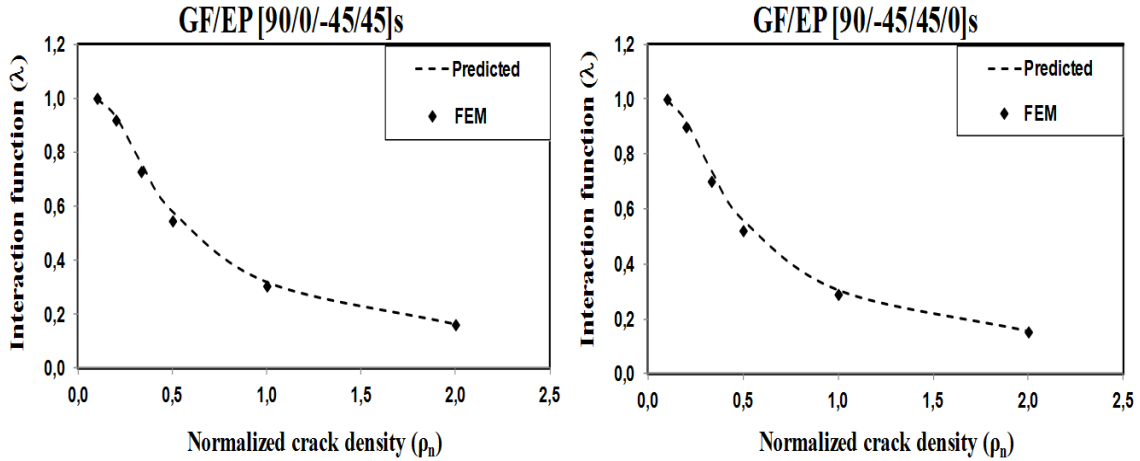 GF/EP [90/0/-45/45]s
Interaction function (λ)
1,2
1,0
0,8
0,6
0,4
0,2
0,0
Predicted
FEM
0,0 0,5 1,0 1,5 2,0 2,5
Normalized crack density (ρn)
GF/EP [90/-45/45/0]s
Interaction function (λ)
1,2
1,0
0,8
0,6
0,4
0,2
0,0
Predicted
FEM
0,0 0,5 1,0 1,5 2,0 2,5
Normalized crack density (ρn)